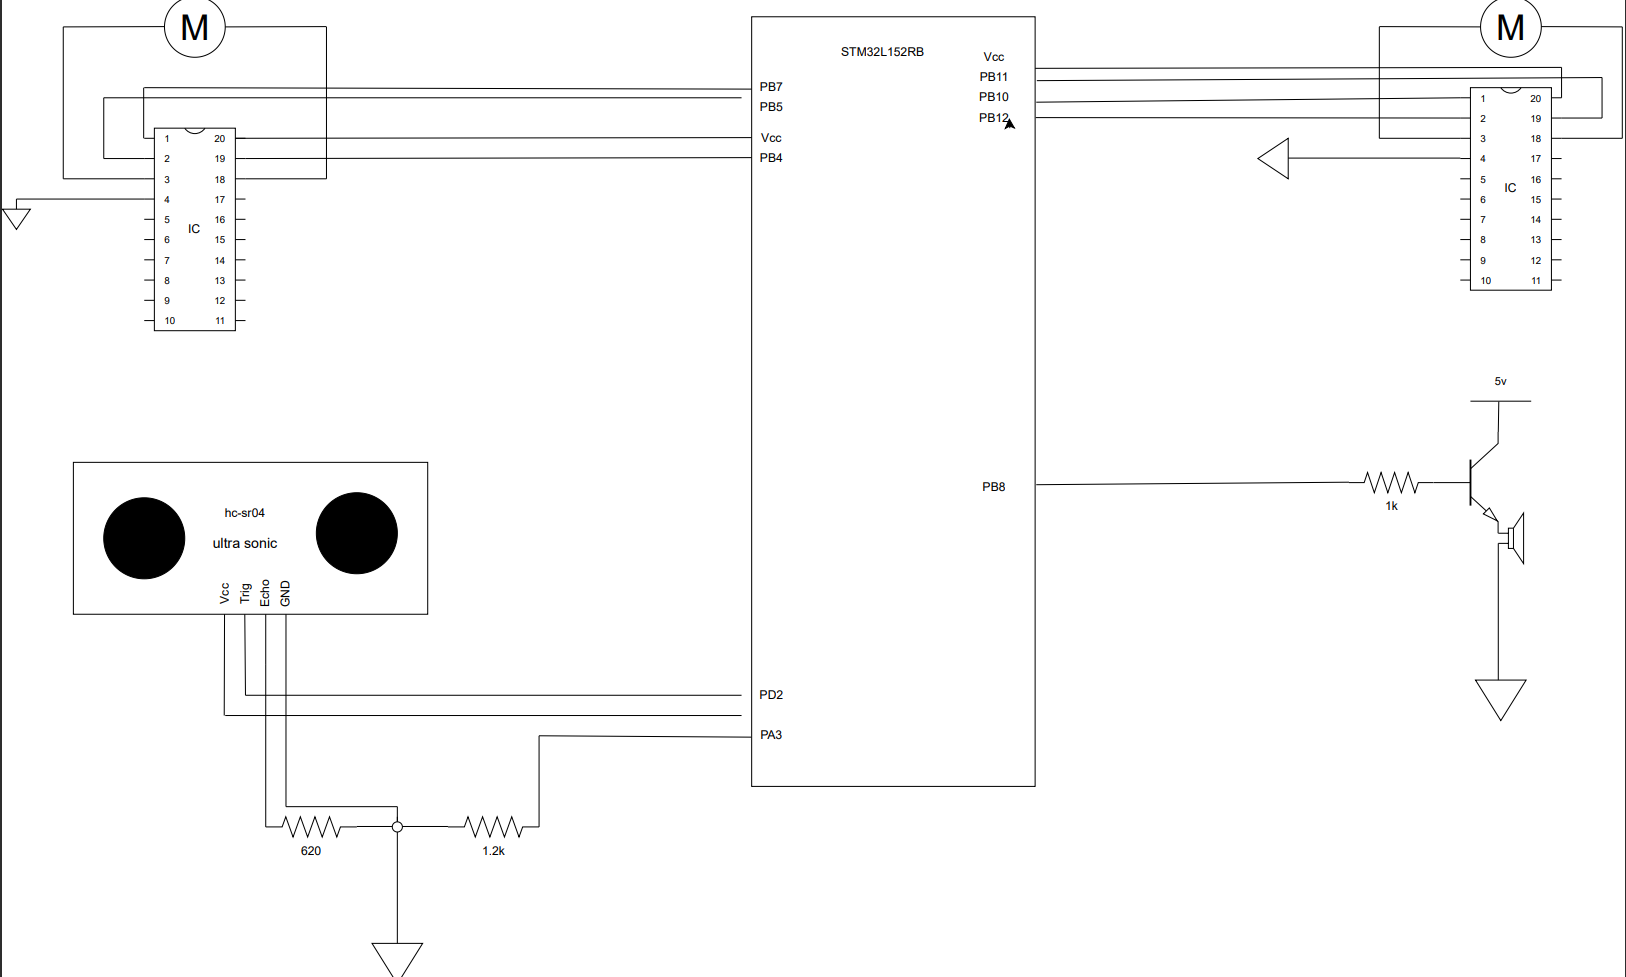 M
M
STM32L152RB
Vcc
PB7
PB11
PB5
PB10
PB12
Vcc
PB4
1
2
3
4
5
6
7
8
9
10
20
19
18
17
16
15
14
13
12
11
IC
1
2
3
4
5
6
7
8
9
10
20
19
18
17
16
15
14
13
12
11
IC
5v
PB8
1k
hc-sr04
ultra sonic
Vcc
Trig
Echo
GND
PD2
PA3
620
1.2k